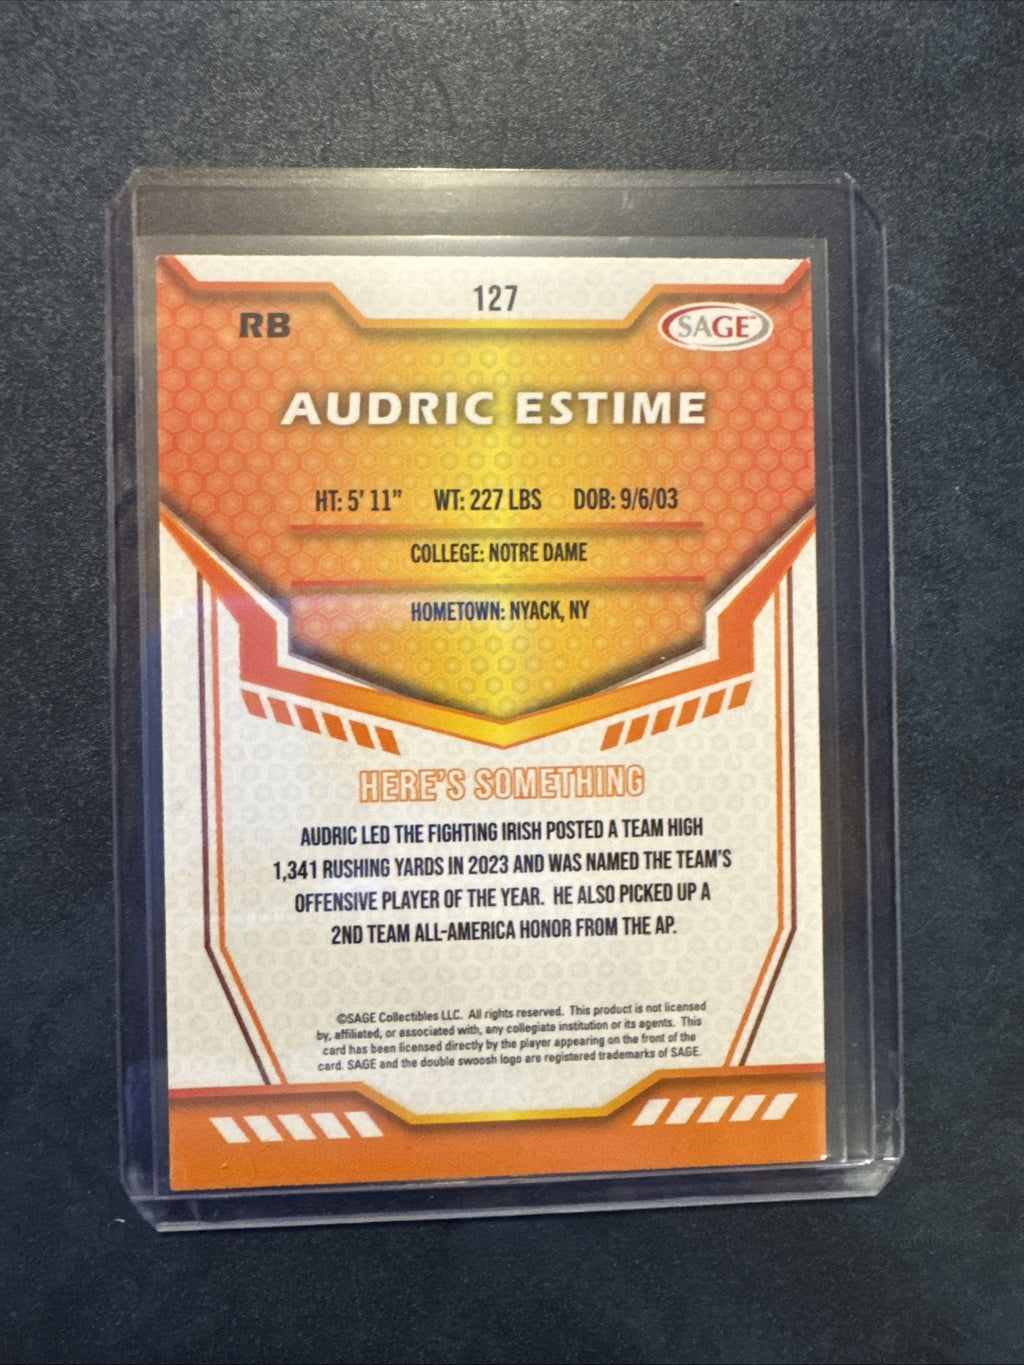 127
RB
SAGE™
AUDRIC ESTIME
HT: 5' 11" WT: 227 LBS DOB: 9/6/03
COLLEGE: NOTRE DAME
HOMETOWN: NYACK, NY
HERE'S SOMETHING
AUDRIC LED THE FIGHTING IRISH POSTED A TEAM HIGH
1,341 RUSHING YARDS IN 2023 AND WAS NAMED THE TEAM'S
OFFENSIVE PLAYER OF THE YEAR. HE ALSO PICKED UP A
2ND TEAM ALL-AMERICA HONOR FROM THE AP.
©SAGE Collectibles LLC. All rights reserved. This product is not licensed
by, affiliated, or associated with, any collegiate institution or its agents. This
card has been licensed directly by the player appearing on the front of the
card. SAGE and the double swoosh logo are registered trademarks of SAGE.